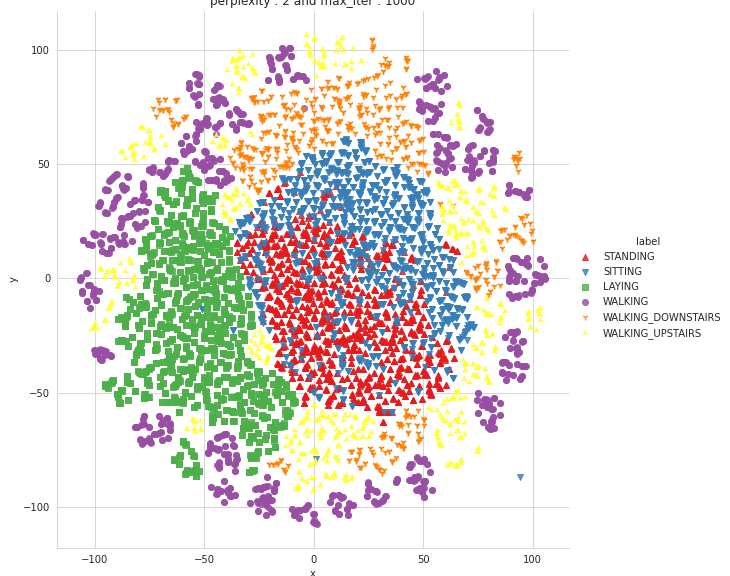 perplexity : 2 and max_iter : 1000
100
50
0
−50
−100
y
−100
−50
0
50
100
x
label
STANDING
SITTING
LAYING
WALKING
WALKING_DOWNSTAIRS
WALKING_UPSTAIRS